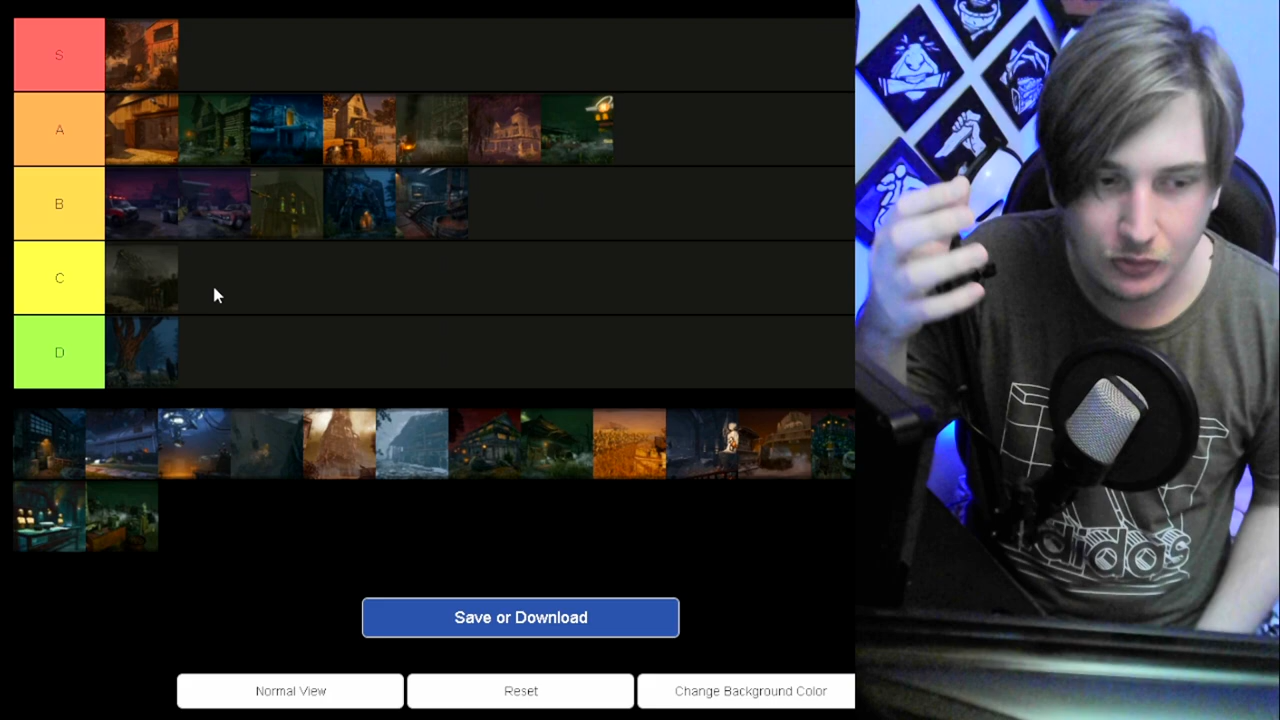 S
A
B
C
D
Save or Download
Normal View
Reset
Change Background Color
adidas